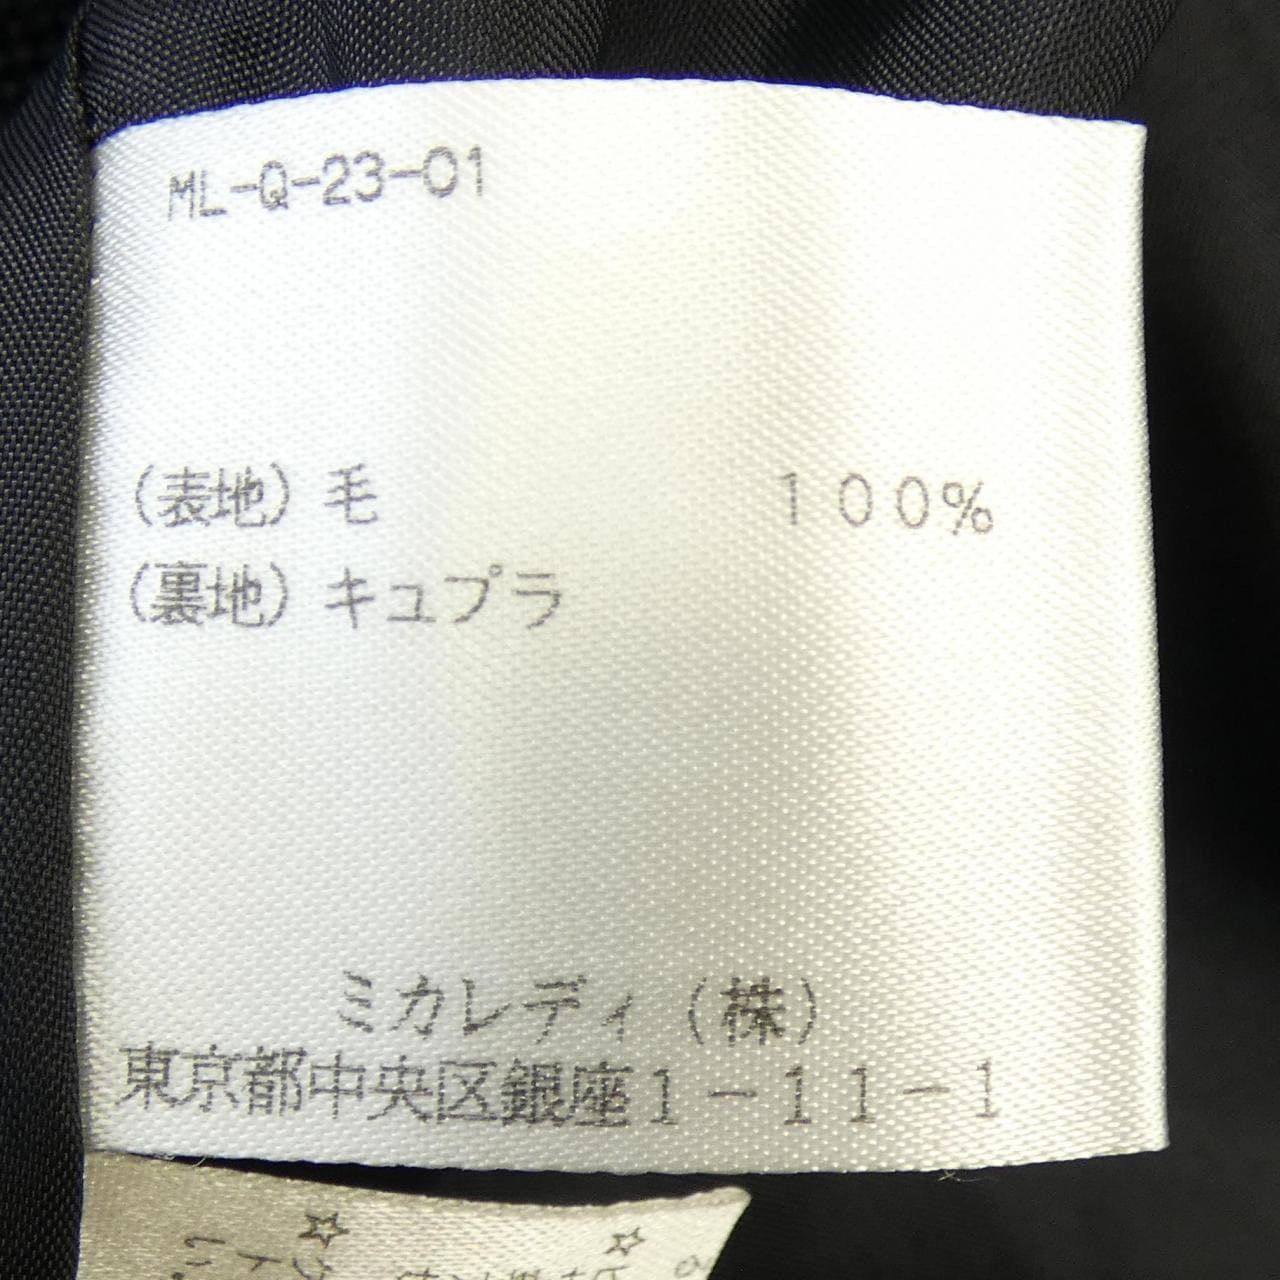 ML-Q-23-01
(表地) 毛 100%
(裏地) キュプラ
ミカレディ (株)
東京都中央区銀座1-11-1